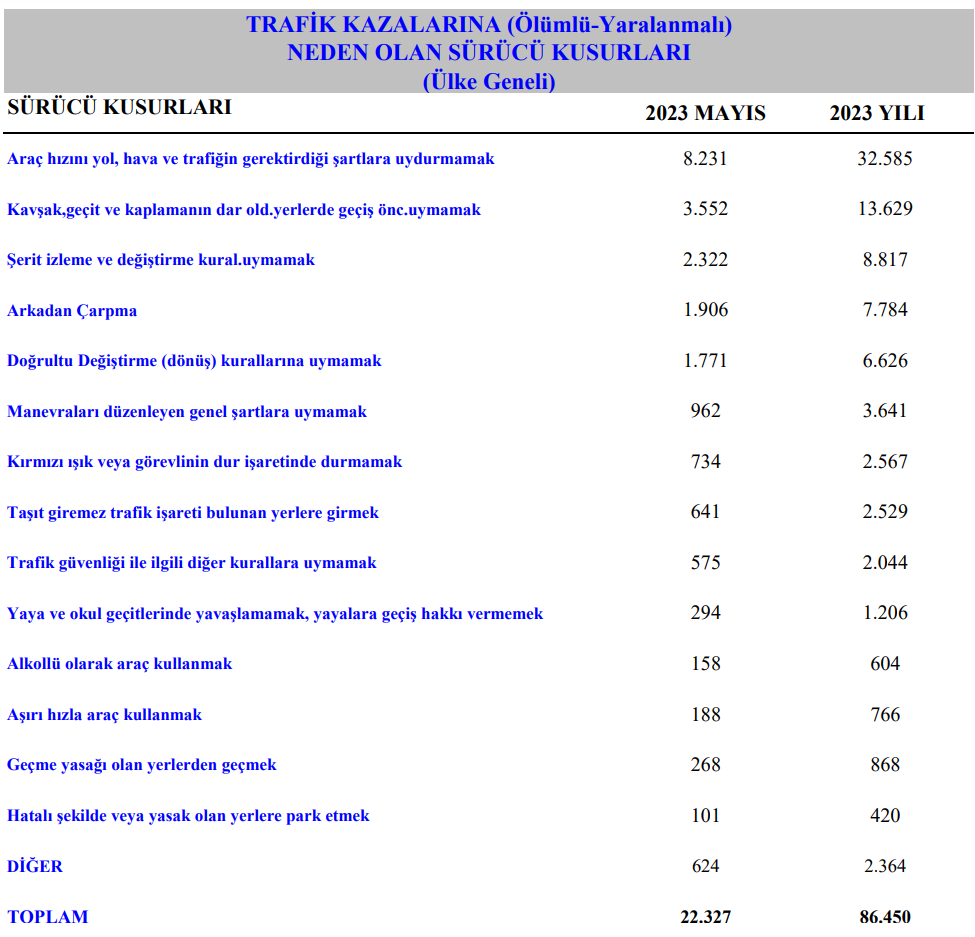 TRAFİK KAZALARINA (Ölümlü-Yaralanmalı)
NEDEN OLAN SÜRÜCÜ KUSURLARI
(Ülke Geneli)
SÜRÜCÜ KUSURLARI 2023 MAYIS 2023 YILI
Araç hızını yol, hava ve trafiğin gerektirdiği şartlara uydurmamak 8.231 32.585
Kavşak,geçit ve kaplamanın dar old.yerlerde geçiş önc.uymamak 3.552 13.629
Şerit izleme ve değiştirme kural.uymamak 2.322 8.817
Arkadan Çarpma 1.906 7.784
Doğrultu Değiştirme (dönüş) kurallarına uymamak 1.771 6.626
Manevraları düzenleyen genel şartlara uymamak 962 3.641
Kırmızı ışık veya görevlinin dur işaretinde durmamak 734 2.567
Taşıt giremez trafik işareti bulunan yerlere girmek 641 2.529
Trafik güvenliği ile ilgili diğer kurallara uymamak 575 2.044
Yaya ve okul geçitlerinde yavaşlamamak, yayalara geçiş hakkı vermemek 294 1.206
Alkollü olarak araç kullanmak 158 604
Aşırı hızla araç kullanmak 188 766
Geçme yasağı olan yerlerden geçmek 268 868
Hatalı şekilde veya yasak olan yerlere park etmek 101 420
DİĞER 624 2.364
TOPLAM 22.327 86.450